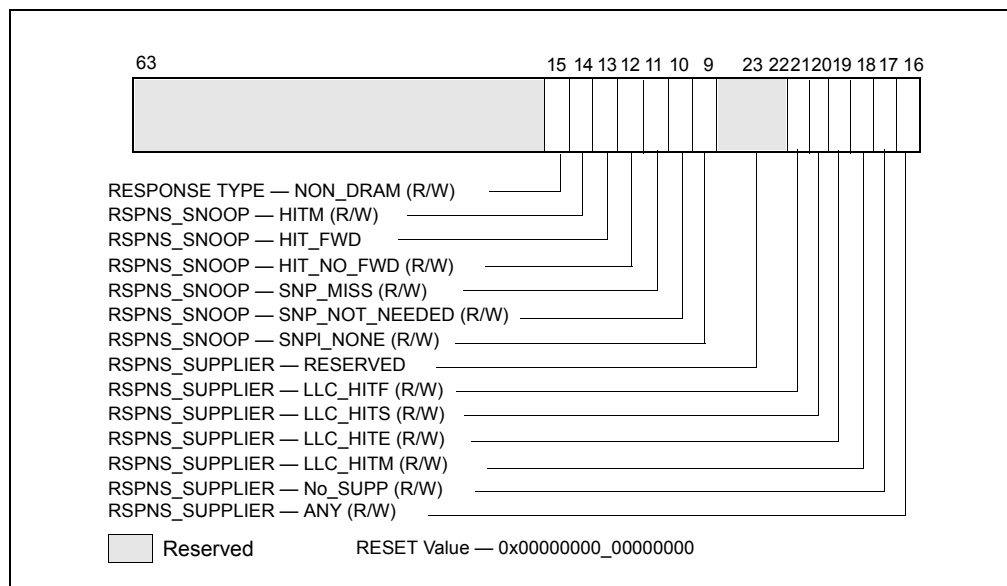 63 15 14 13 12 11 10 9 23 22 21 20 19 18 17 16
RESPONSE TYPE — NON_DRAM (R/W)
RSPNS_SNOOP — HITM (R/W)
RSPNS_SNOOP — HIT_FWD
RSPNS_SNOOP — HIT_NO_FWD (R/W)
RSPNS_SNOOP — SNP_MISS (R/W)
RSPNS_SNOOP — SNP_NOT_NEEDED (R/W)
RSPNS_SNOOP — SNPI_NONE (R/W)
RSPNS_SUPPLIER — RESERVED
RSPNS_SUPPLIER — LLC_HITF (R/W)
RSPNS_SUPPLIER — LLC_HITS (R/W)
RSPNS_SUPPLIER — LLC_HITE (R/W)
RSPNS_SUPPLIER — LLC_HITM (R/W)
RSPNS_SUPPLIER — No_SUPP (R/W)
RSPNS_SUPPLIER — ANY (R/W)
Reserved RESET Value — 0x00000000_00000000